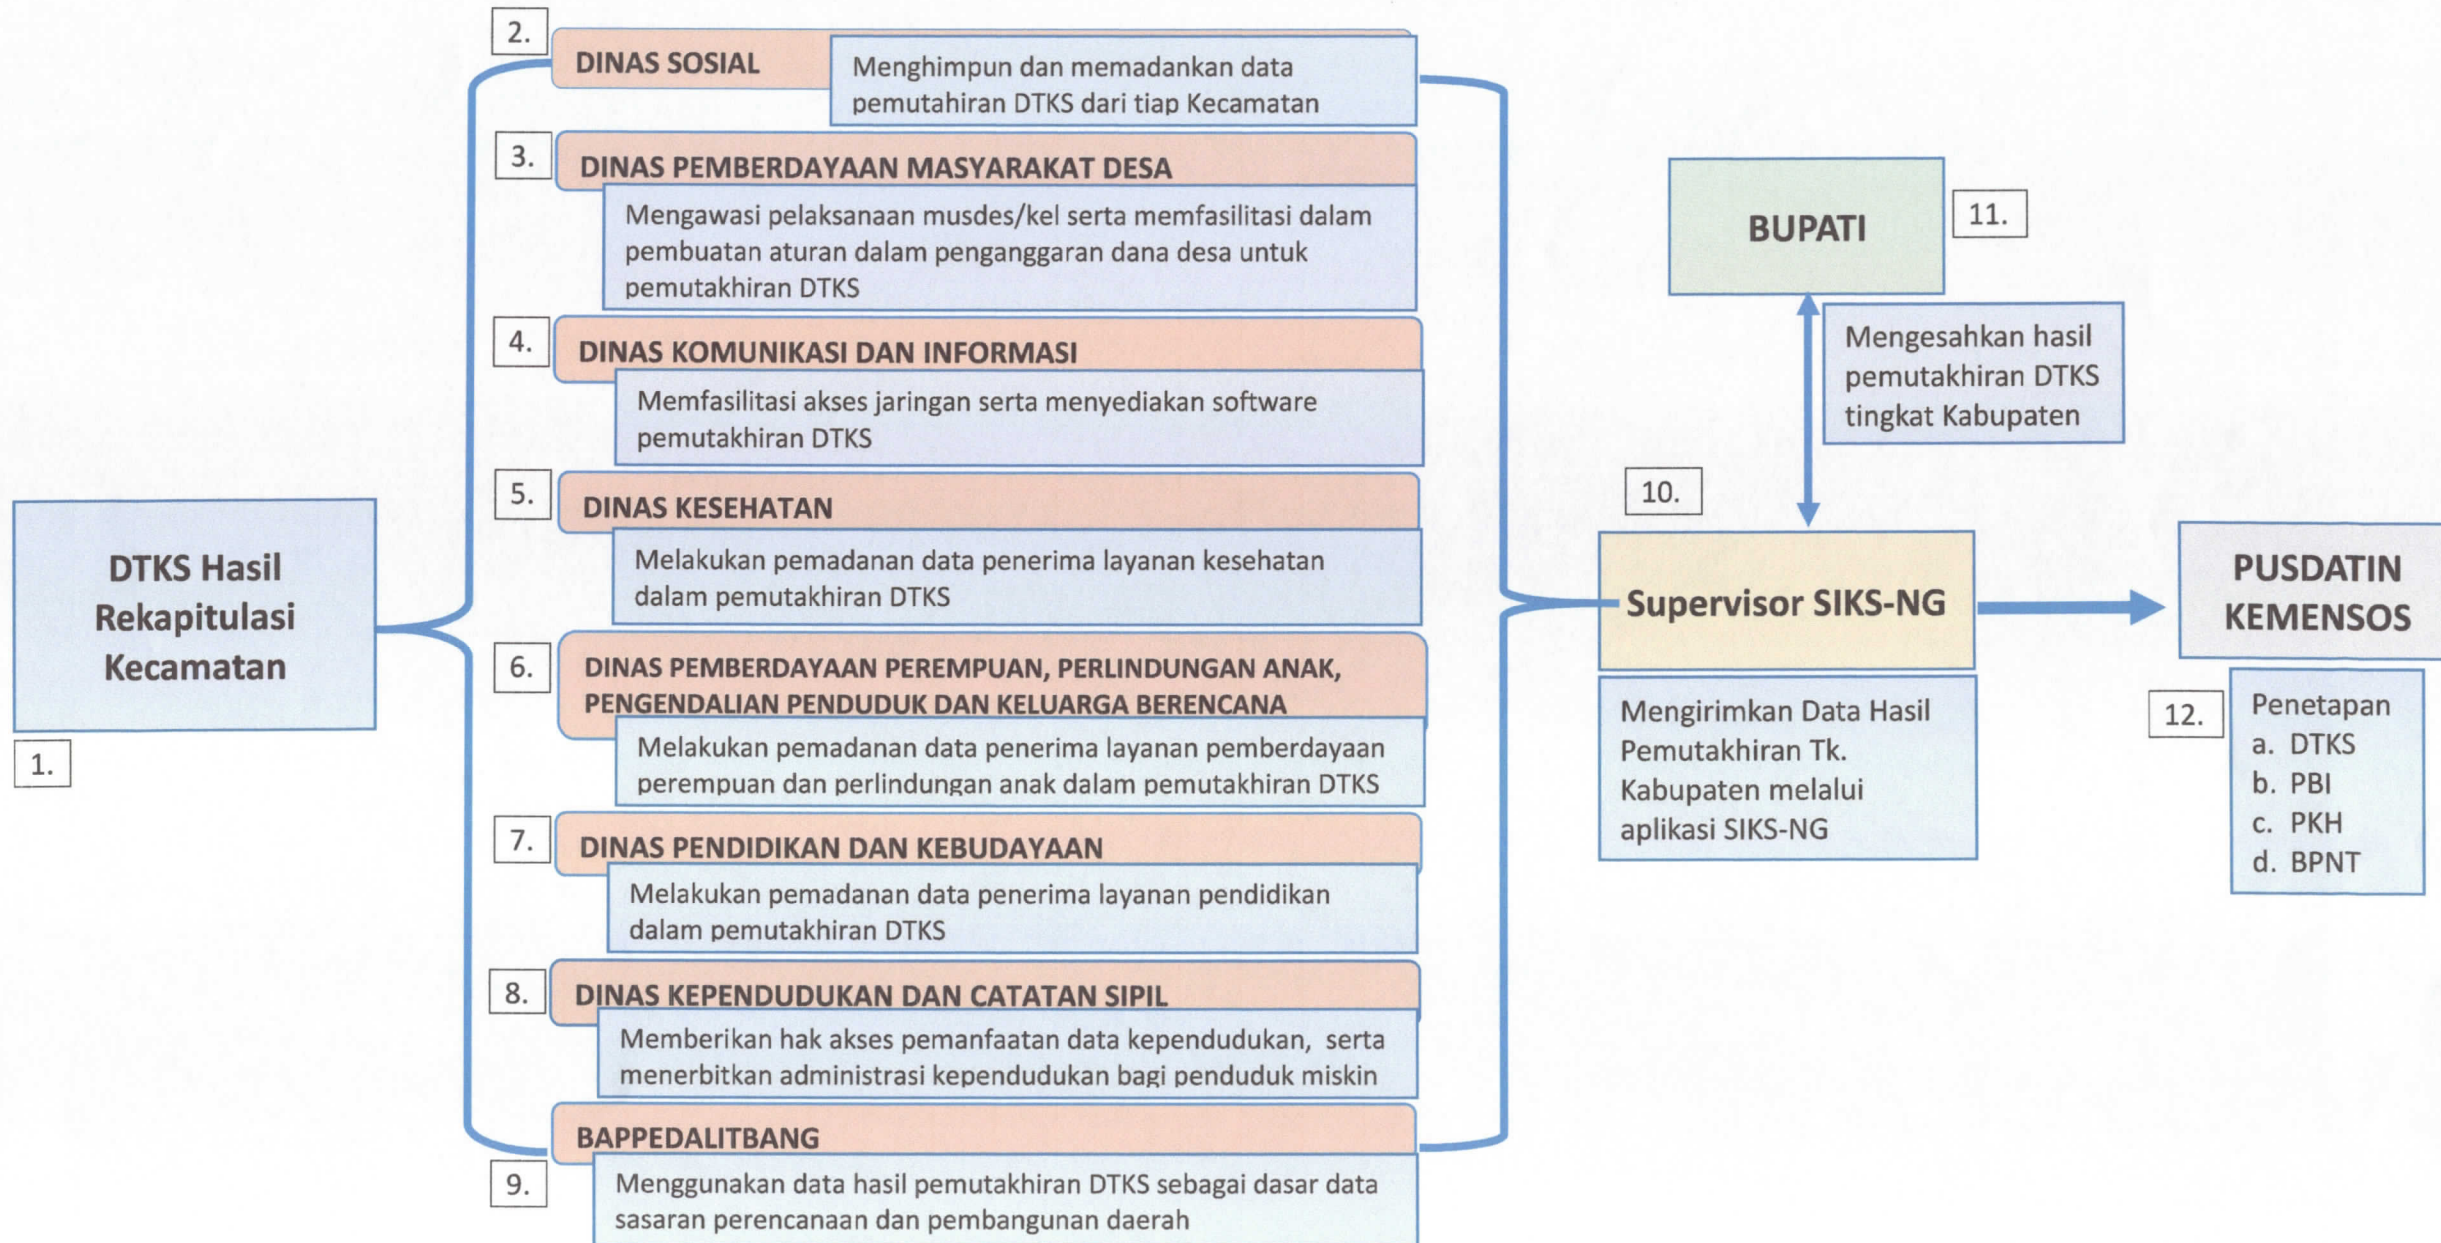 1.
DTKS Hasil
Rekapitulasi
Kecamatan
2.
DINAS SOSIAL
Menghimpun dan memadankan data
pemutahiran DTKS dari tiap Kecamatan
3.
DINAS PEMBERDAYAAN MASYARAKAT DESA
Mengawasi pelaksanaan musdes/kel serta memfasilitasi dalam
pembuatan aturan dalam penganggaran dana desa untuk
pemutakhiran DTKS
4.
DINAS KOMUNIKASI DAN INFORMASI
Memfasilitasi akses jaringan serta menyediakan software
pemutakhiran DTKS
5.
DINAS KESEHATAN
Melakukan pemadanan data penerima layanan kesehatan
dalam pemutakhiran DTKS
6.
DINAS PEMBERDAYAAN PEREMPUAN, PERLINDUNGAN ANAK,
PENGENDALIAN PENDUDUK DAN KELUARGA BERENCANA
Melakukan pemadanan data penerima layanan pemberdayaan
perempuan dan perlindungan anak dalam pemutakhiran DTKS
7.
DINAS PENDIDIKAN DAN KEBUDAYAAN
Melakukan pemadanan data penerima layanan pendidikan
dalam pemutakhiran DTKS
8.
DINAS KEPENDUDUKAN DAN CATATAN SIPIL
Memberikan hak akses pemanfaatan data kependudukan, serta
menerbitkan administrasi kependudukan bagi penduduk miskin
9.
BAPPEDALITBANG
Menggunakan data hasil pemutakhiran DTKS sebagai dasar data
sasaran perencanaan dan pembangunan daerah
10.
Supervisor SIKS-NG
Mengirimkan Data Hasil
Pemutakhiran Tk.
Kabupaten melalui
aplikasi SIKS-NG
BUPATI
11.
Mengesahkan hasil
pemutakhiran DTKS
tingkat Kabupaten
PUSDATIN
KEMENSOS
12.
Penetapan
a. DTKS
b. PBI
c. PKH
d. BPNT